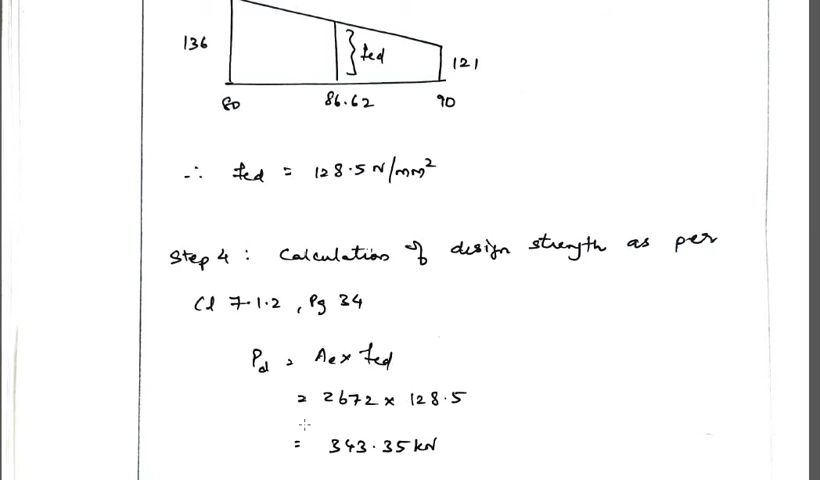 136
} fcd
121
80
86.62
90
∴ fcd = 128.5 N/mm²
Step 4 : Calculation of design strength as per
Cl 7.1.2 , Pg 34
Pd = Ae × fcd
= 2672 × 128.5
= 343.35 kN